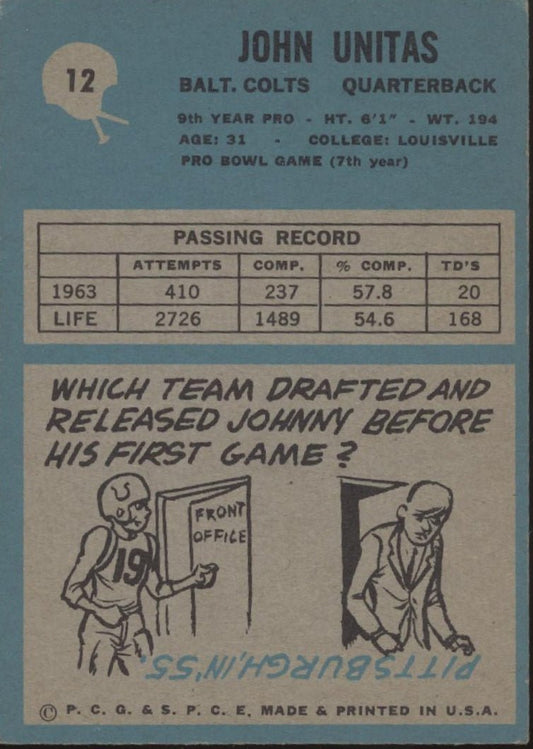 12
JOHN UNITAS
BALT. COLTS QUARTERBACK
9th YEAR PRO - HT. 6'1" - WT. 194
AGE: 31 - COLLEGE: LOUISVILLE
PRO BOWL GAME (7th year)
PASSING RECORD
ATTEMPTS COMP. % COMP. TD'S
1963 410 237 57.8 20
LIFE 2726 1489 54.6 168
WHICH TEAM DRAFTED AND
RELEASED JOHNNY BEFORE
HIS FIRST GAME?
FRONT
OFFICE
19
PITTSBURGH, IN '55.
© P. C. G. & S. P. C. E. MADE & PRINTED IN U.S.A.